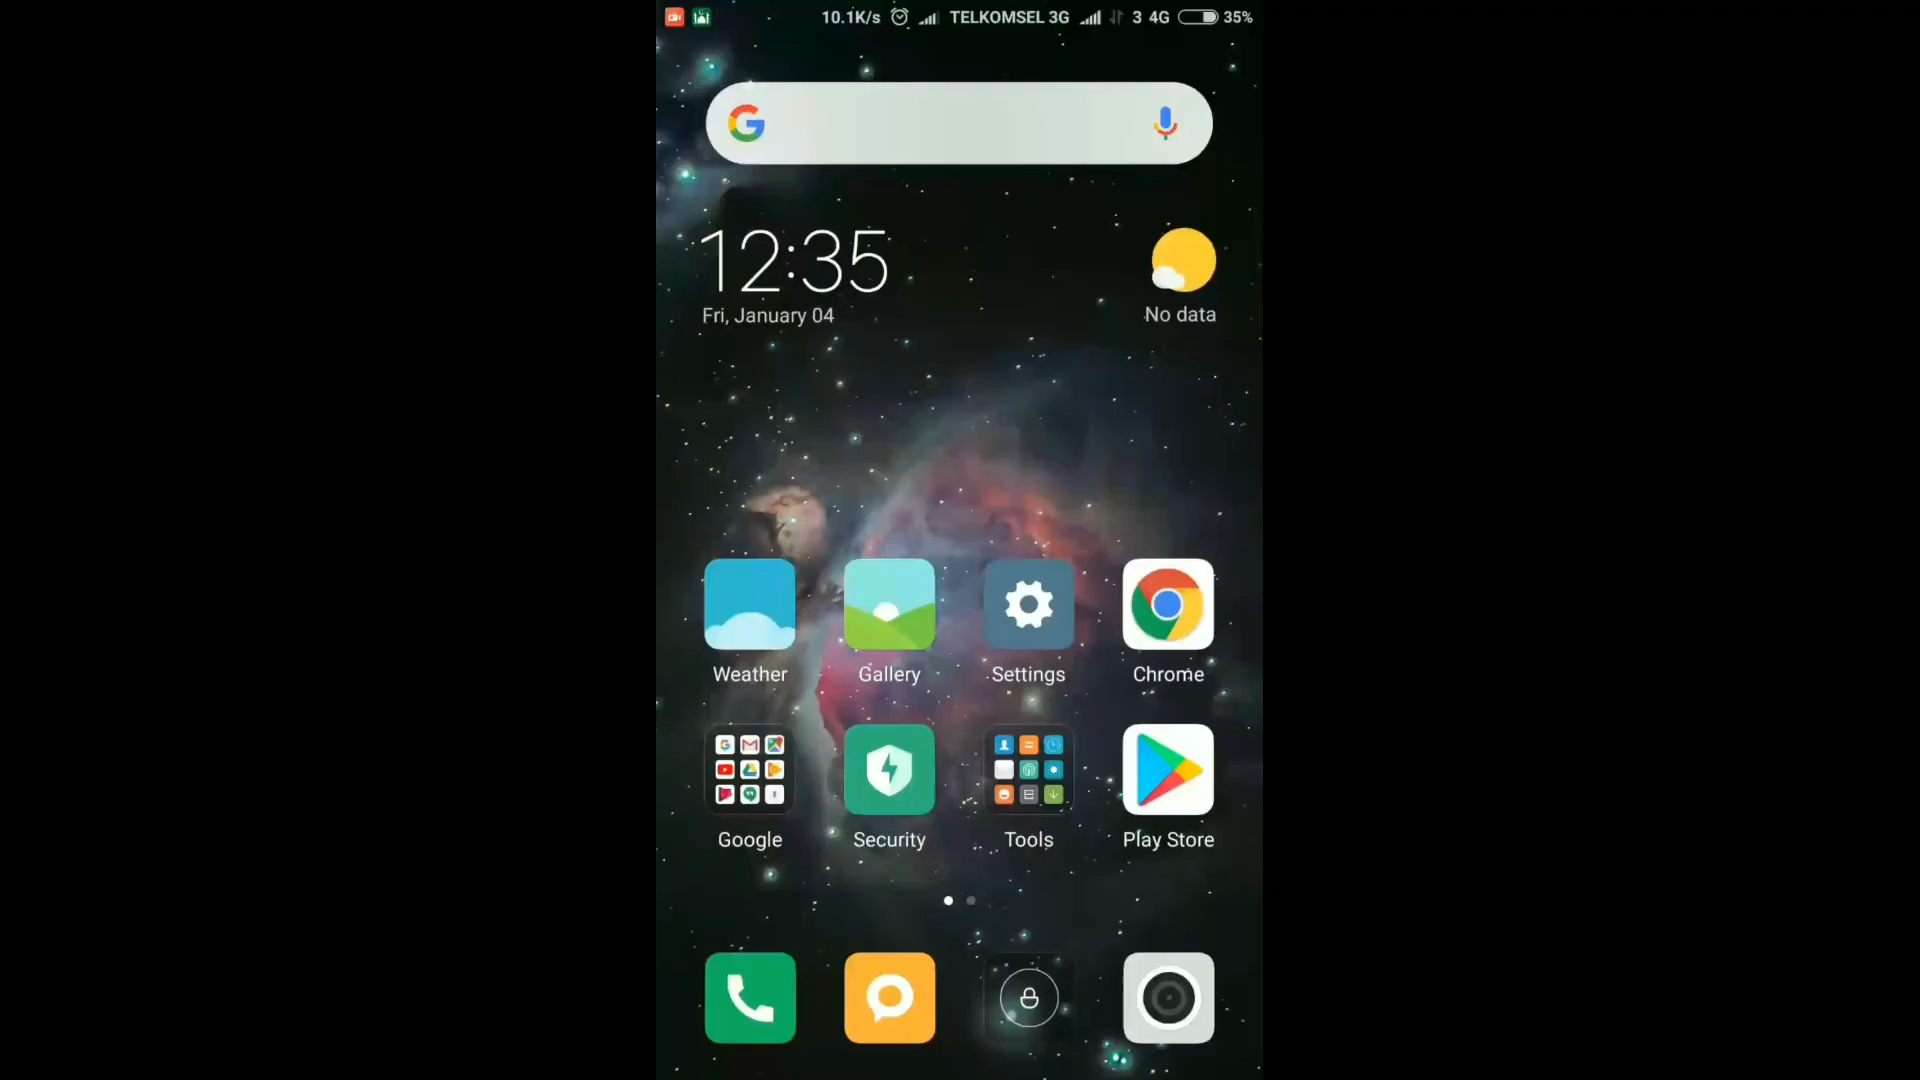 10.1K/s TELKOMSEL 3G 3 4G 35%
12:35
Fri, January 04
No data
Weather Gallery Settings Chrome
Google Security Tools Play Store